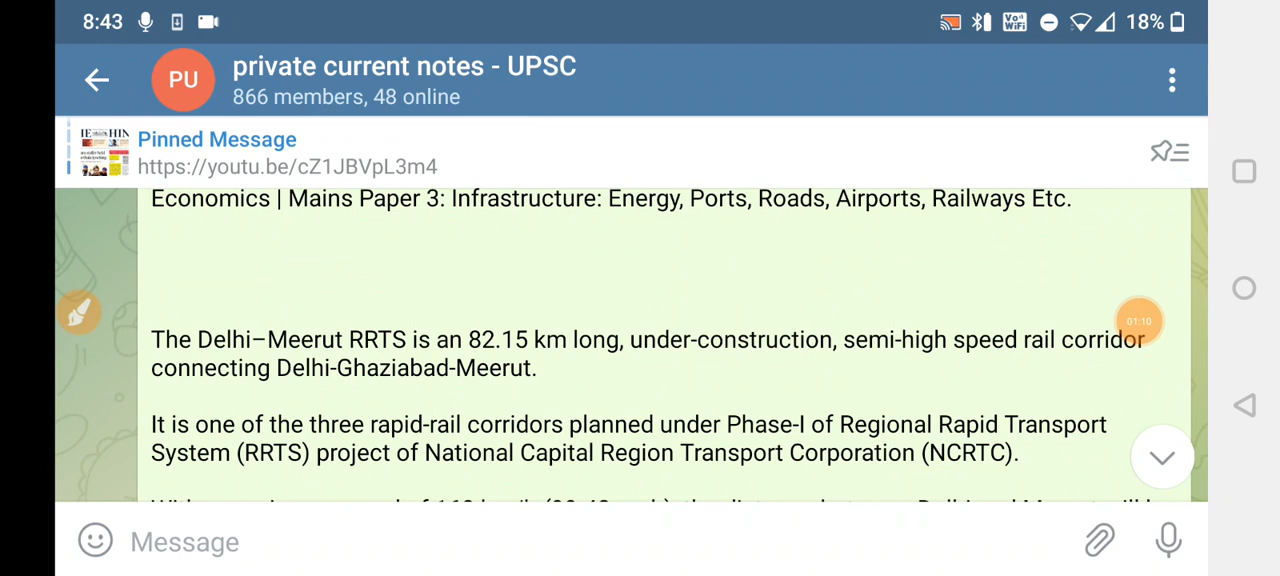 8:43
Vo
WiFi
18%
PU
private current notes - UPSC
866 members, 48 online
Pinned Message
https://youtu.be/cZ1JBVpL3m4
Economics | Mains Paper 3: Infrastructure: Energy, Ports, Roads, Airports, Railways Etc.
01:10
The Delhi–Meerut RRTS is an 82.15 km long, under-construction, semi-high speed rail corridor
connecting Delhi-Ghaziabad-Meerut.
It is one of the three rapid-rail corridors planned under Phase-I of Regional Rapid Transport
System (RRTS) project of National Capital Region Transport Corporation (NCRTC).
Message